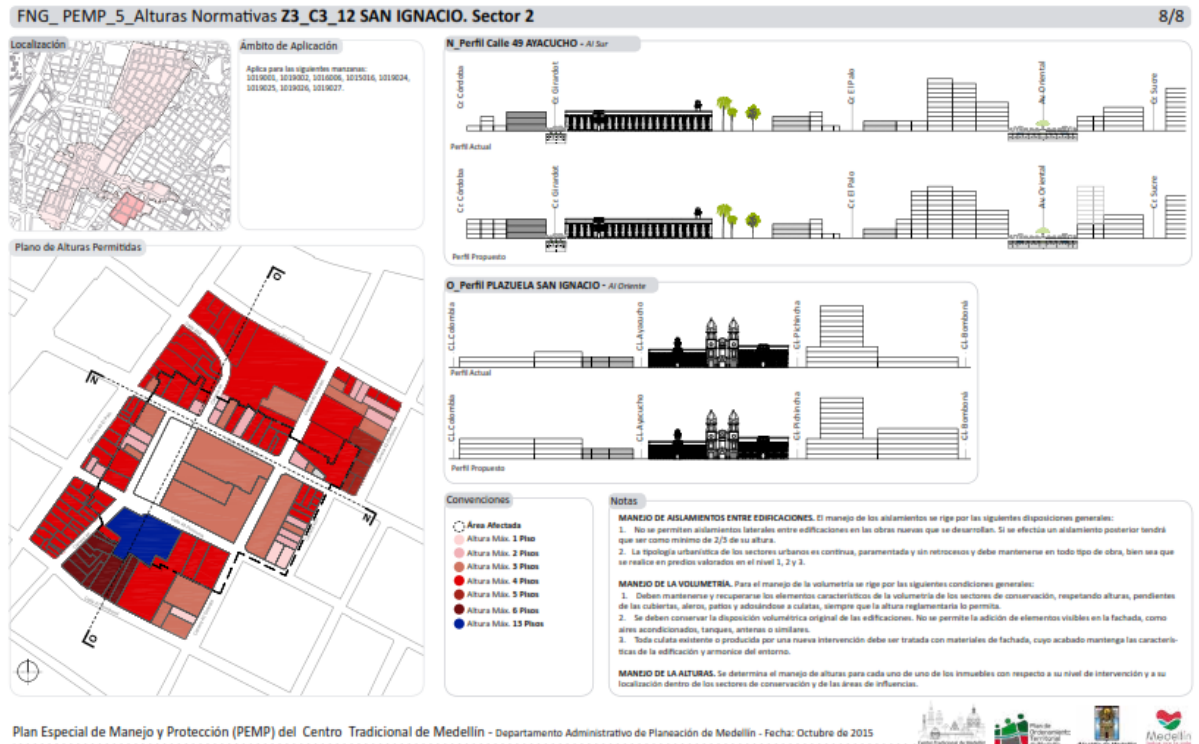 FNG_ PEMP_5_Alturas Normativas Z3_C3_12 SAN IGNACIO. Sector 2
8/8
Localización
Ámbito de Aplicación
Aplica para las siguientes manzanas:
1019001, 1019002, 1016006, 1015016, 1019024,
1019025, 1019026, 1019027.
N_Perfil Calle 49 AYACUCHO - Al Sur
Cr Córdoba
Cr Girardot
Cr El Palo
Av Oriental
Cr Sucre
Perfil Actual
Cr Córdoba
Cr Girardot
Cr El Palo
Av Oriental
Cr Sucre
Perfil Propuesto
Plano de Alturas Permitidas
O
N
N
O
O_Perfil PLAZUELA SAN IGNACIO - Al Oriente
CL Colombia
CL Ayacucho
CL Pichincha
CL Bomboná
Perfil Actual
CL Colombia
CL Ayacucho
CL Pichincha
CL Bomboná
Perfil Propuesto
Convenciones
Área Afectada
Altura Máx. 1 Piso
Altura Máx. 2 Pisos
Altura Máx. 3 Pisos
Altura Máx. 4 Pisos
Altura Máx. 5 Pisos
Altura Máx. 6 Pisos
Altura Máx. 15 Pisos
Notas
MANEJO DE AISLAMIENTOS ENTRE EDIFICACIONES. El manejo de los aislamientos se rige por las siguientes disposiciones generales:
1. No se permiten aislamientos laterales entre edificaciones en las obras nuevas que se desarrollan. Si se efectúa un aislamiento posterior tendrá
que ser como mínimo de 2/3 de su altura.
2. La tipología urbanística de los sectores urbanos es continua, paramentada y sin retrocesos y debe mantenerse en todo tipo de obra, bien sea que
se realice en predios valorados en el nivel 1, 2 y 3.
MANEJO DE LA VOLUMETRÍA. Para el manejo de la volumetría se rige por las siguientes condiciones generales:
1. Deben mantenerse y recuperarse los elementos característicos de la volumetría de los sectores de conservación, respetando alturas, pendientes
de las cubiertas, aleros, patios y adosándose a culatas, siempre que la altura reglamentaria lo permita.
2. Se deben conservar la disposición volumétrica original de las edificaciones. No se permite la adición de elementos visibles en la fachada, como
aires acondicionados, tanques, antenas o similares.
3. Toda culata existente o producida por una nueva intervención debe ser tratada con materiales de fachada, cuyo acabado mantenga las caracterís-
ticas de la edificación y armonice del entorno.
MANEJO DE LA ALTURAS. Se determina el manejo de alturas para cada uno de uno de los inmuebles con respecto a su nivel de intervención y a su
localización dentro de los sectores de conservación y de las áreas de influencias.
Plan Especial de Manejo y Protección (PEMP) del Centro Tradicional de Medellín - Departamento Administrativo de Planeación de Medellín - Fecha: Octubre de 2015
Plan de
Ordenamiento
Territorial
Medellín